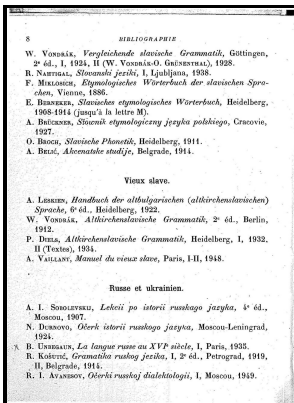 8 BIBLIOGRAPHIE
W. VONDRÁK, Vergleichende slavische Grammatik, Göttingen,
2ᵉ éd., I, 1924, II (W. VONDRÁK-O. GRÜNENTHAL), 1928.
R. NAHTIGAL, Slovanski jeziki, I, Ljubljana, 1938.
F. MIKLOSICH, Etymologisches Wörterbuch der slavischen Spra-
chen, Vienne, 1886.
E. BERNEKER, Slavisches etymologisches Wörterbuch, Heidelberg,
1908-1914 (jusqu'à la lettre M).
A. BRÜCKNER, Słownik etymologiczny języka polskiego, Cracovie,
1927.
O. BROCH, Slavische Phonetik, Heidelberg, 1911.
A. BELIĆ, Akcenatske studije, Belgrade, 1914.
Vieux slave.
A. LESKIEN, Handbuch der altbulgarischen (altkirchenslavischen)
Sprache, 6ᵉ éd., Heidelberg, 1922.
W. VONDRÁK, Altkirchenslavische Grammatik, 2ᵉ éd., Berlin,
1912.
P. DIELS, Altkirchenslavische Grammatik, Heidelberg, I, 1932,
II (Textes), 1934.
A. VAILLANT, Manuel du vieux slave, Paris, I-II, 1948.
Russe et ukrainien.
A. I. SOBOLEVSKIJ, Lekcii po istorii russkago jazyka, 4ᵉ éd.,
Moscou, 1907.
N. DURNOVO, Očerk istorii russkogo jazyka, Moscou-Leningrad,
1924.
B. UNBEGAUN, La langue russe au XVIᵉ siècle, I, Paris, 1935.
R. KOŠUTIĆ, Gramatika ruskog jezika, I, 2ᵉ éd., Petrograd, 1919,
II, Belgrade, 1914.
R. I. AVANESOV, Očerki russkoj dialektologii, I, Moscou, 1949.